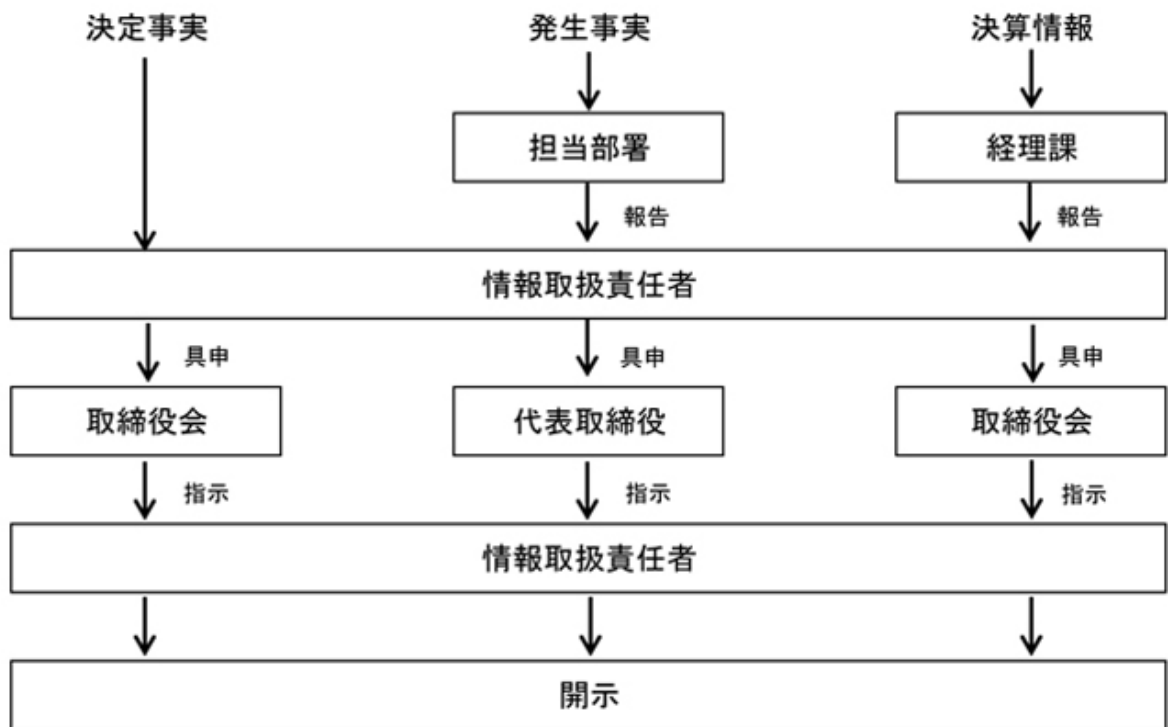 決定事実
発生事実
決算情報
担当部署
経理課
報告
報告
情報取扱責任者
具申
具申
具申
取締役会
代表取締役
取締役会
指示
指示
指示
情報取扱責任者
開示